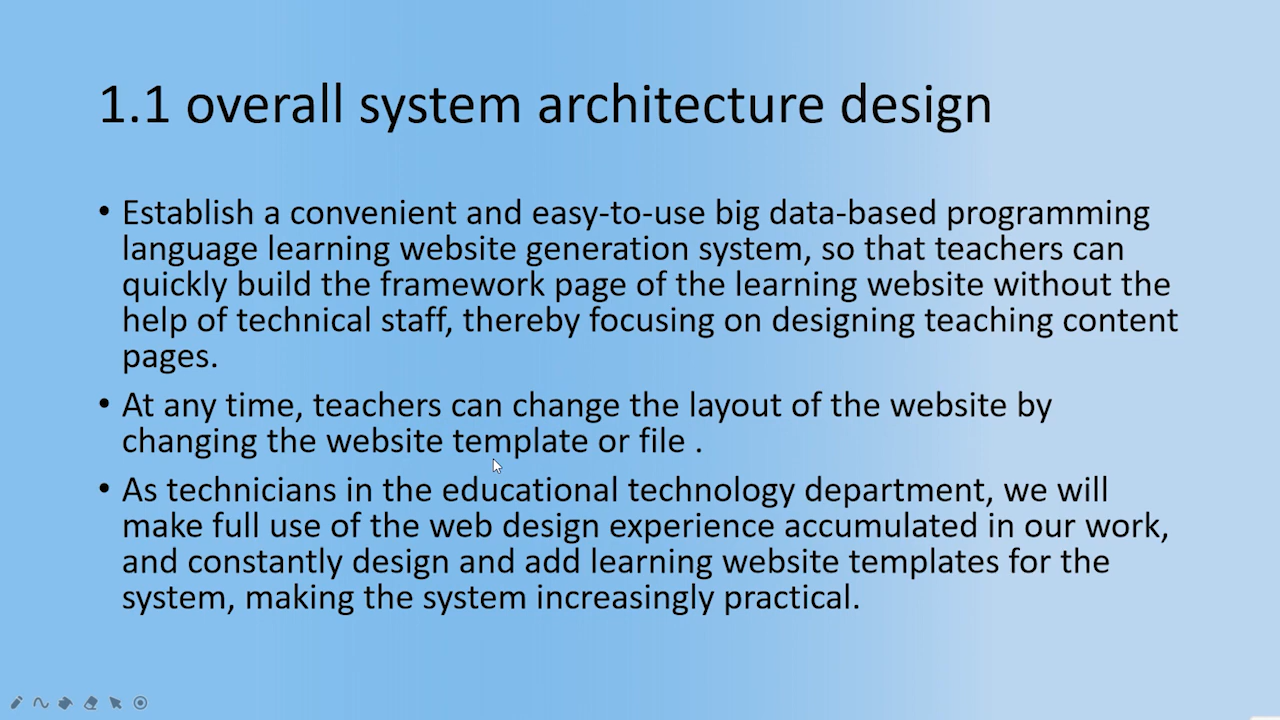 1.1 overall system architecture design
• Establish a convenient and easy-to-use big data-based programming
language learning website generation system, so that teachers can
quickly build the framework page of the learning website without the
help of technical staff, thereby focusing on designing teaching content
pages.
• At any time, teachers can change the layout of the website by
changing the website template or file .
• As technicians in the educational technology department, we will
make full use of the web design experience accumulated in our work,
and constantly design and add learning website templates for the
system, making the system increasingly practical.